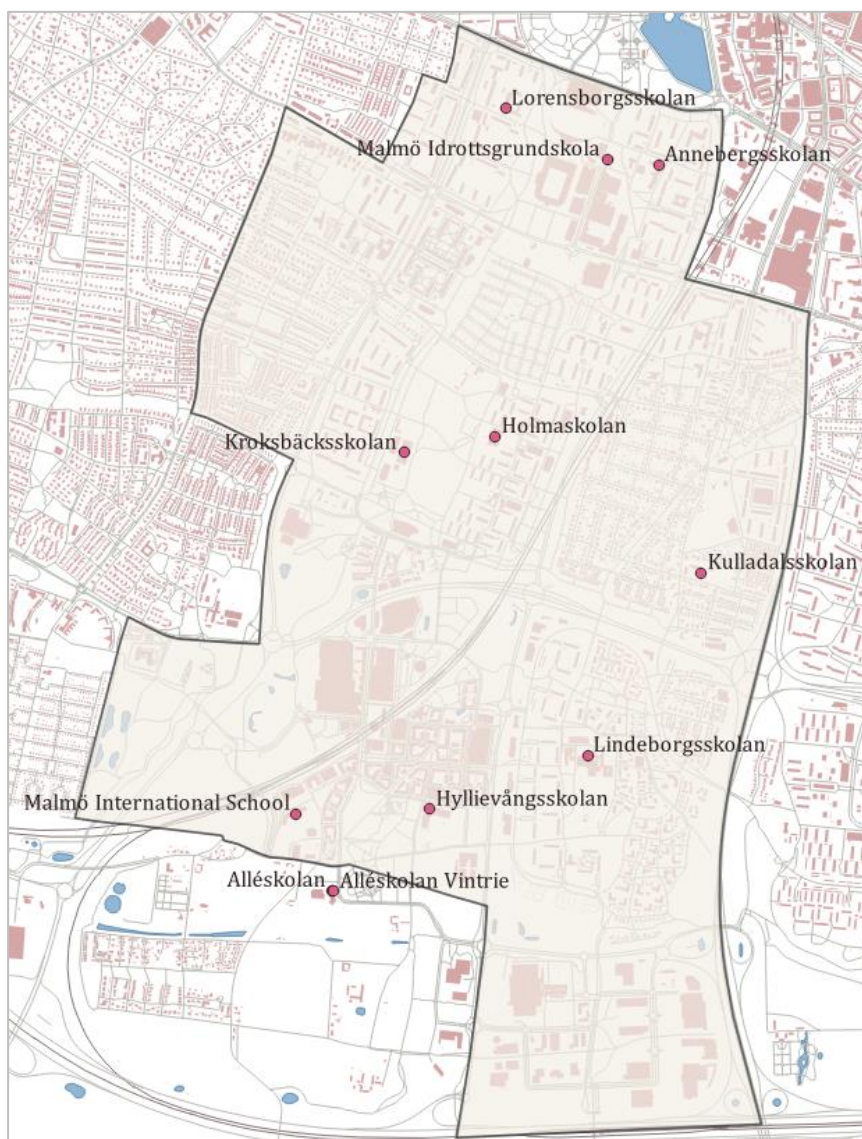 Lorensborgsskolan
Malmö Idrottsgrundskola
Annebergsskolan
Holmaskolan
Kroksbäcksskolan
Kulladalsskolan
Lindeborgsskolan
Malmö International School
Hyllievångsskolan
Alléskolan
Alléskolan Vintrie